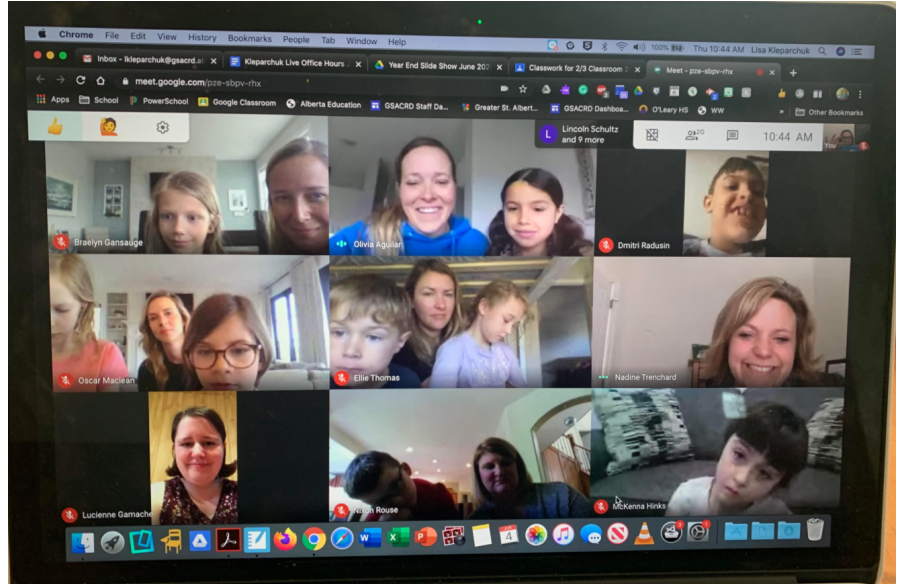 Chrome File Edit View History Bookmarks People Tab Window Help
100% Thu 10:44 AM Lisa Kleparchuk
Inbox - lkleparchuk@gsacrd.a
Kleparchuk Live Office Hours
Year End Slide Show June 202
Classwork for 2/3 Classroom
Meet - pze-sbpv-rhx
meet.google.com/pze-sbpv-rhx
Apps School PowerSchool Google Classroom Alberta Education GSACRD Staff Da... Greater St. Albert... GSACRD Dashboa... O'Leary HS WW Other Bookmarks
L
Lincoln Schultz
and 9 more
20
10:44 AM
You
Braelyn Gansauge
Olivia Aguilar
Dmitri Radusin
Oscar Maclean
Ellie Thomas
Nadine Trenchard
Lucienne Gamache
Nixon Rouse
McKenna Hinks
4